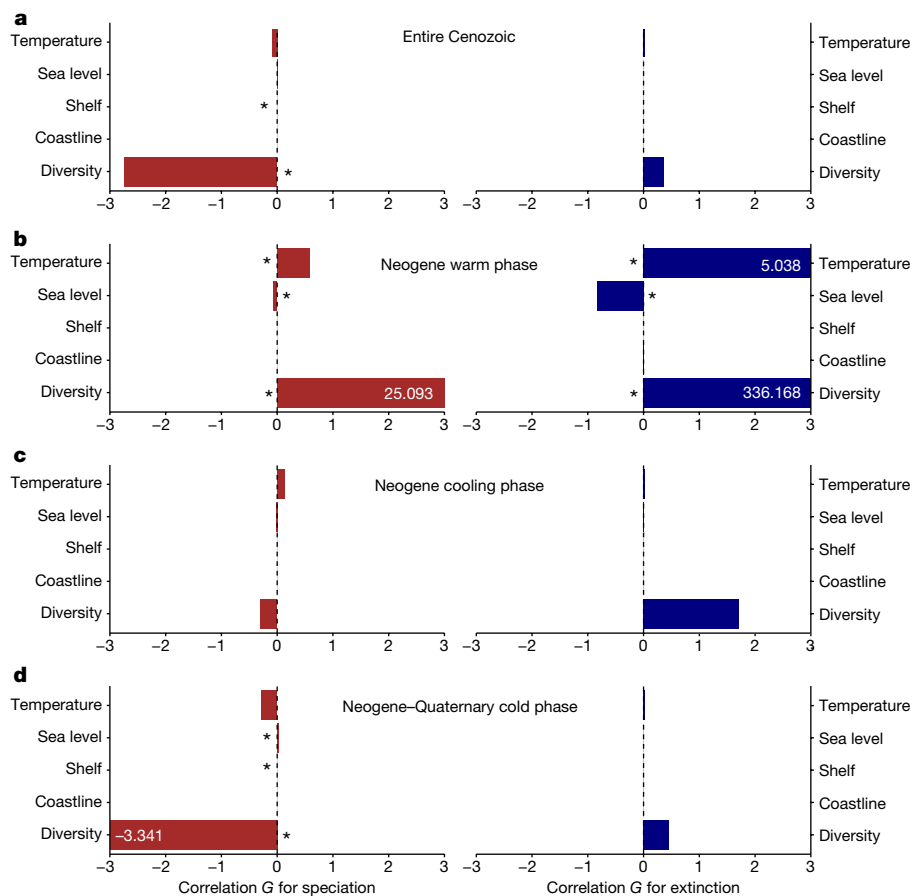 a
Entire Cenozoic
Temperature
Sea level
Shelf *
Coastline
Diversity *
Temperature
Sea level
Shelf
Coastline
Diversity
−3 −2 −1 0 1 2 3
−3 −2 −1 0 1 2 3
b
Neogene warm phase
Temperature *
Sea level *
Shelf
Coastline
Diversity * 25.093
* 5.038 Temperature
* Sea level
Shelf
Coastline
* 336.168 Diversity
−3 −2 −1 0 1 2 3
−3 −2 −1 0 1 2 3
c
Neogene cooling phase
Temperature
Sea level
Shelf
Coastline
Diversity
Temperature
Sea level
Shelf
Coastline
Diversity
−3 −2 −1 0 1 2 3
−3 −2 −1 0 1 2 3
d
Neogene–Quaternary cold phase
Temperature
Sea level *
Shelf *
Coastline
Diversity −3.341 *
Temperature
Sea level
Shelf
Coastline
Diversity
−3 −2 −1 0 1 2 3
−3 −2 −1 0 1 2 3
Correlation G for speciation
Correlation G for extinction